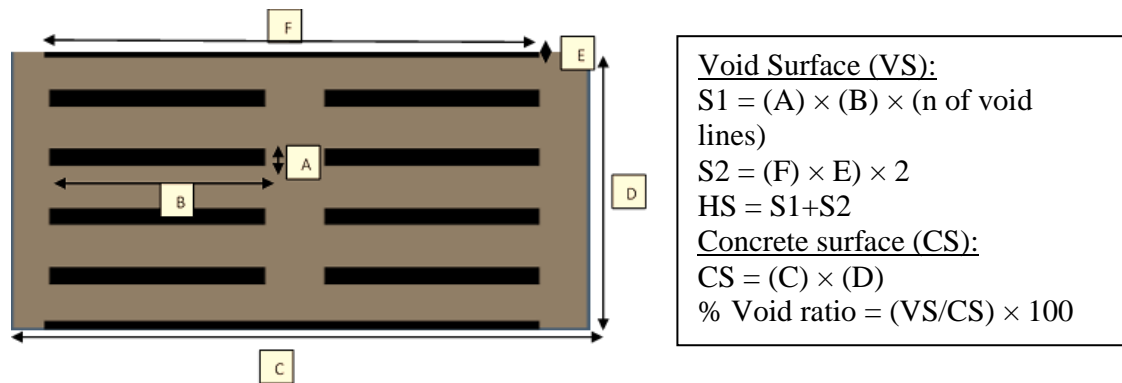 F
E
A
B
D
C
Void Surface (VS):
S1 = (A) × (B) × (n of void
lines)
S2 = (F) × E) × 2
HS = S1+S2
Concrete surface (CS):
CS = (C) × (D)
% Void ratio = (VS/CS) × 100